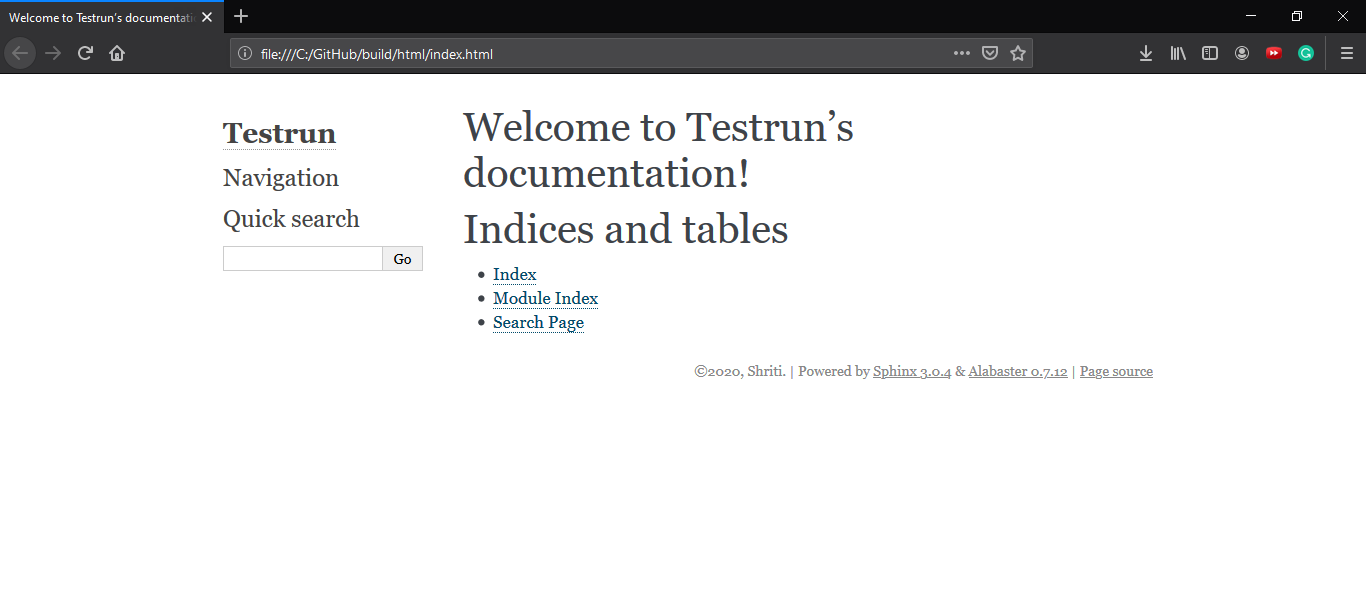 Welcome to Testrun's documentati
file:///C:/GitHub/build/html/index.html
Testrun
Navigation
Quick search
Go
Welcome to Testrun’s
documentation!
Indices and tables
Index
Module Index
Search Page
©2020, Shriti. | Powered by Sphinx 3.0.4 & Alabaster 0.7.12 | Page source